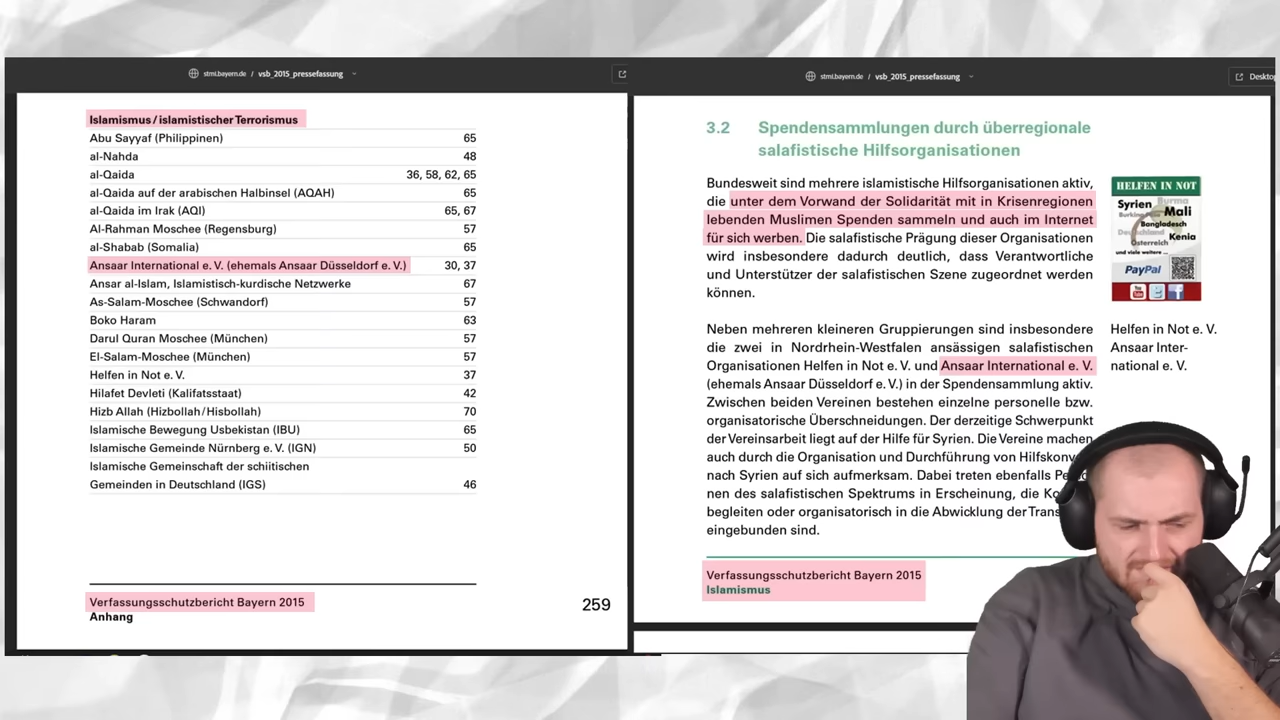 stmi.bayern.de / vsb_2015_pressefassung
Islamismus / islamistischer Terrorismus
Abu Sayyaf (Philippinen) 65
al-Nahda 48
al-Qaida 36, 58, 62, 65
al-Qaida auf der arabischen Halbinsel (AQAH) 65
al-Qaida im Irak (AQI) 65, 67
Al-Rahman Moschee (Regensburg) 57
al-Shabab (Somalia) 65
Ansaar International e. V. (ehemals Ansaar Düsseldorf e. V.) 30, 37
Ansar al-Islam, Islamistisch-kurdische Netzwerke 67
As-Salam-Moschee (Schwandorf) 57
Boko Haram 63
Darul Quran Moschee (München) 57
El-Salam-Moschee (München) 57
Helfen in Not e. V. 37
Hilafet Devleti (Kalifatsstaat) 42
Hizb Allah (Hizbollah / Hisbollah) 70
Islamische Bewegung Usbekistan (IBU) 65
Islamische Gemeinde Nürnberg e. V. (IGN) 50
Islamische Gemeinschaft der schiitischen
Gemeinden in Deutschland (IGS) 46
Verfassungsschutzbericht Bayern 2015
Anhang
259
stmi.bayern.de / vsb_2015_pressefassung
3.2 Spendensammlungen durch überregionale
salafistische Hilfsorganisationen
Bundesweit sind mehrere islamistische Hilfsorganisationen aktiv,
die unter dem Vorwand der Solidarität mit in Krisenregionen
lebenden Muslimen Spenden sammeln und auch im Internet
für sich werben. Die salafistische Prägung dieser Organisationen
wird insbesondere dadurch deutlich, dass Verantwortliche
und Unterstützer der salafistischen Szene zugeordnet werden
können.
Neben mehreren kleineren Gruppierungen sind insbesondere
die zwei in Nordrhein-Westfalen ansässigen salafistischen
Organisationen Helfen in Not e. V. und Ansaar International e. V.
(ehemals Ansaar Düsseldorf e. V.) in der Spendensammlung aktiv.
Zwischen beiden Vereinen bestehen einzelne personelle bzw.
organisatorische Überschneidungen. Der derzeitige Schwerpunkt
der Vereinsarbeit liegt auf der Hilfe für Syrien. Die Vereine machen
auch durch die Organisation und Durchführung von
nach Syrien auf sich aufmerksam. Dabei treten ebenfalls
nen des salafistischen Spektrums in Erscheinung, die
begleiten oder organisatorisch in die Abwicklung der
eingebunden sind.
Verfassungsschutzbericht Bayern 2015
Islamismus
HELFEN IN NOT
Syrien Burma
Mali
Bangladesch
Deutschland Kenia
Österreich
und viele weitere ...
PayPal
Helfen in Not e. V.
Ansaar Inter-
national e. V.